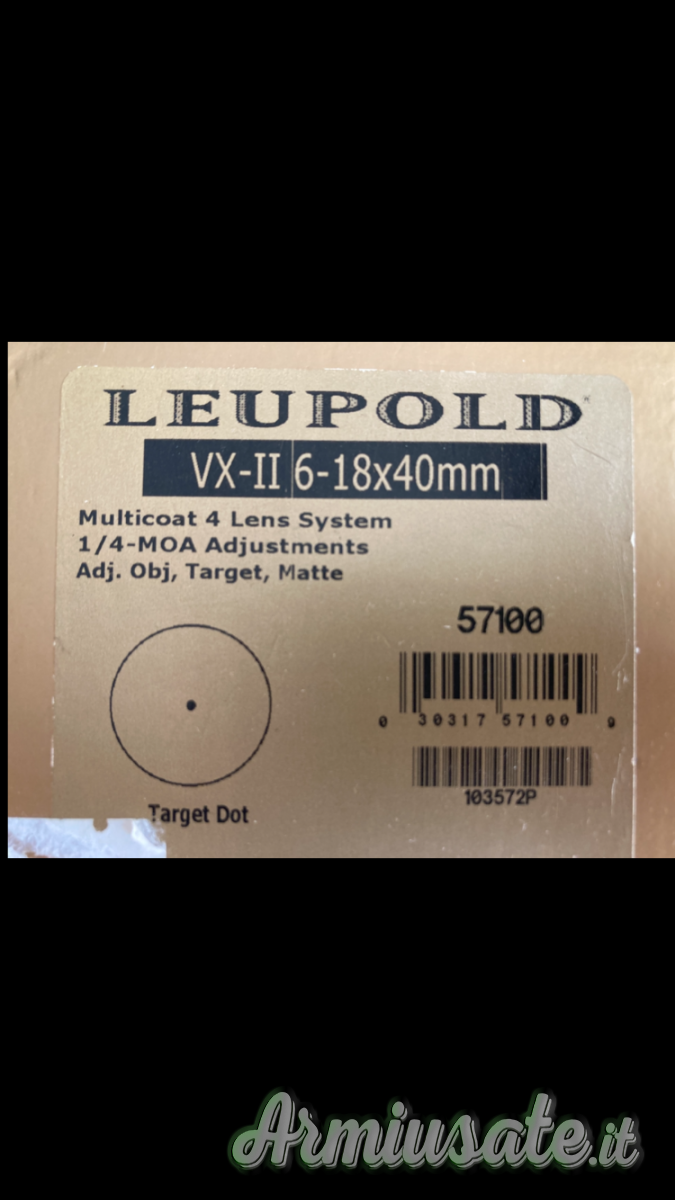 LEUPOLD
VX-II 6-18x40mm
Multicoat 4 Lens System
1/4-MOA Adjustments
Adj. Obj, Target, Matte
57100
0 30317 57100 9
103572P
Target Dot
Armiusate.it